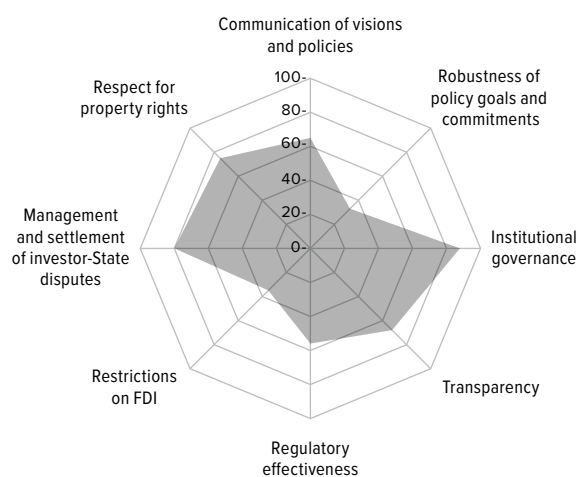 Communication of visions
and policies
Robustness of
policy goals and
commitments
Respect for
property rights
100-
80-
60-
40-
20-
0-
Institutional
governance
Management
and settlement
of investor-State
disputes
Restrictions
on FDI
Transparency
Regulatory
effectiveness